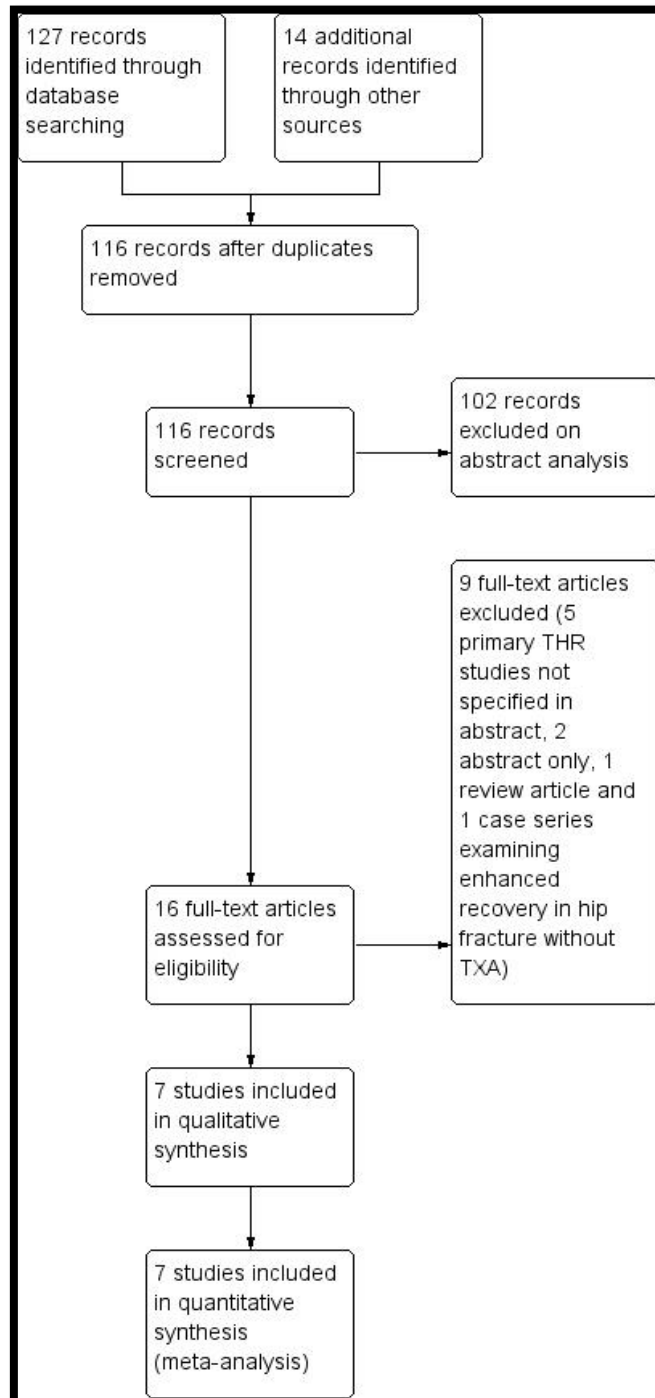 127 records
identified through
database
searching
14 additional
records identified
through other
sources
116 records after duplicates
removed
116 records
screened
102 records
excluded on
abstract analysis
9 full-text articles
excluded (5
primary THR
studies not
specified in
abstract, 2
abstract only, 1
review article and
1 case series
examining
enhanced
recovery in hip
fracture without
TXA)
16 full-text articles
assessed for
eligibility
7 studies included
in qualitative
synthesis
7 studies included
in quantitative
synthesis
(meta-analysis)